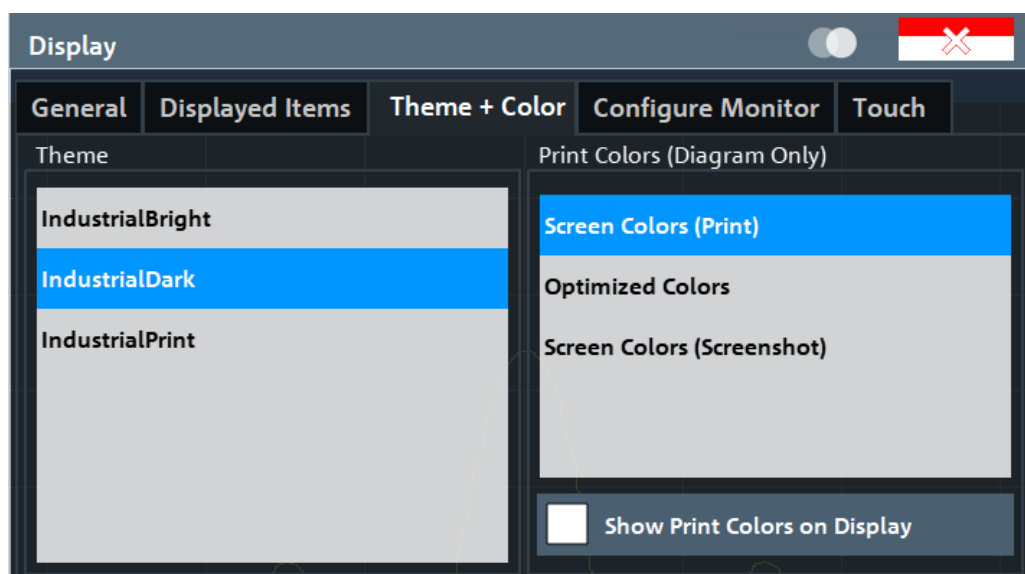 Display
General
Displayed Items
Theme + Color
Configure Monitor
Touch
Theme
IndustrialBright
IndustrialDark
IndustrialPrint
Print Colors (Diagram Only)
Screen Colors (Print)
Optimized Colors
Screen Colors (Screenshot)
Show Print Colors on Display